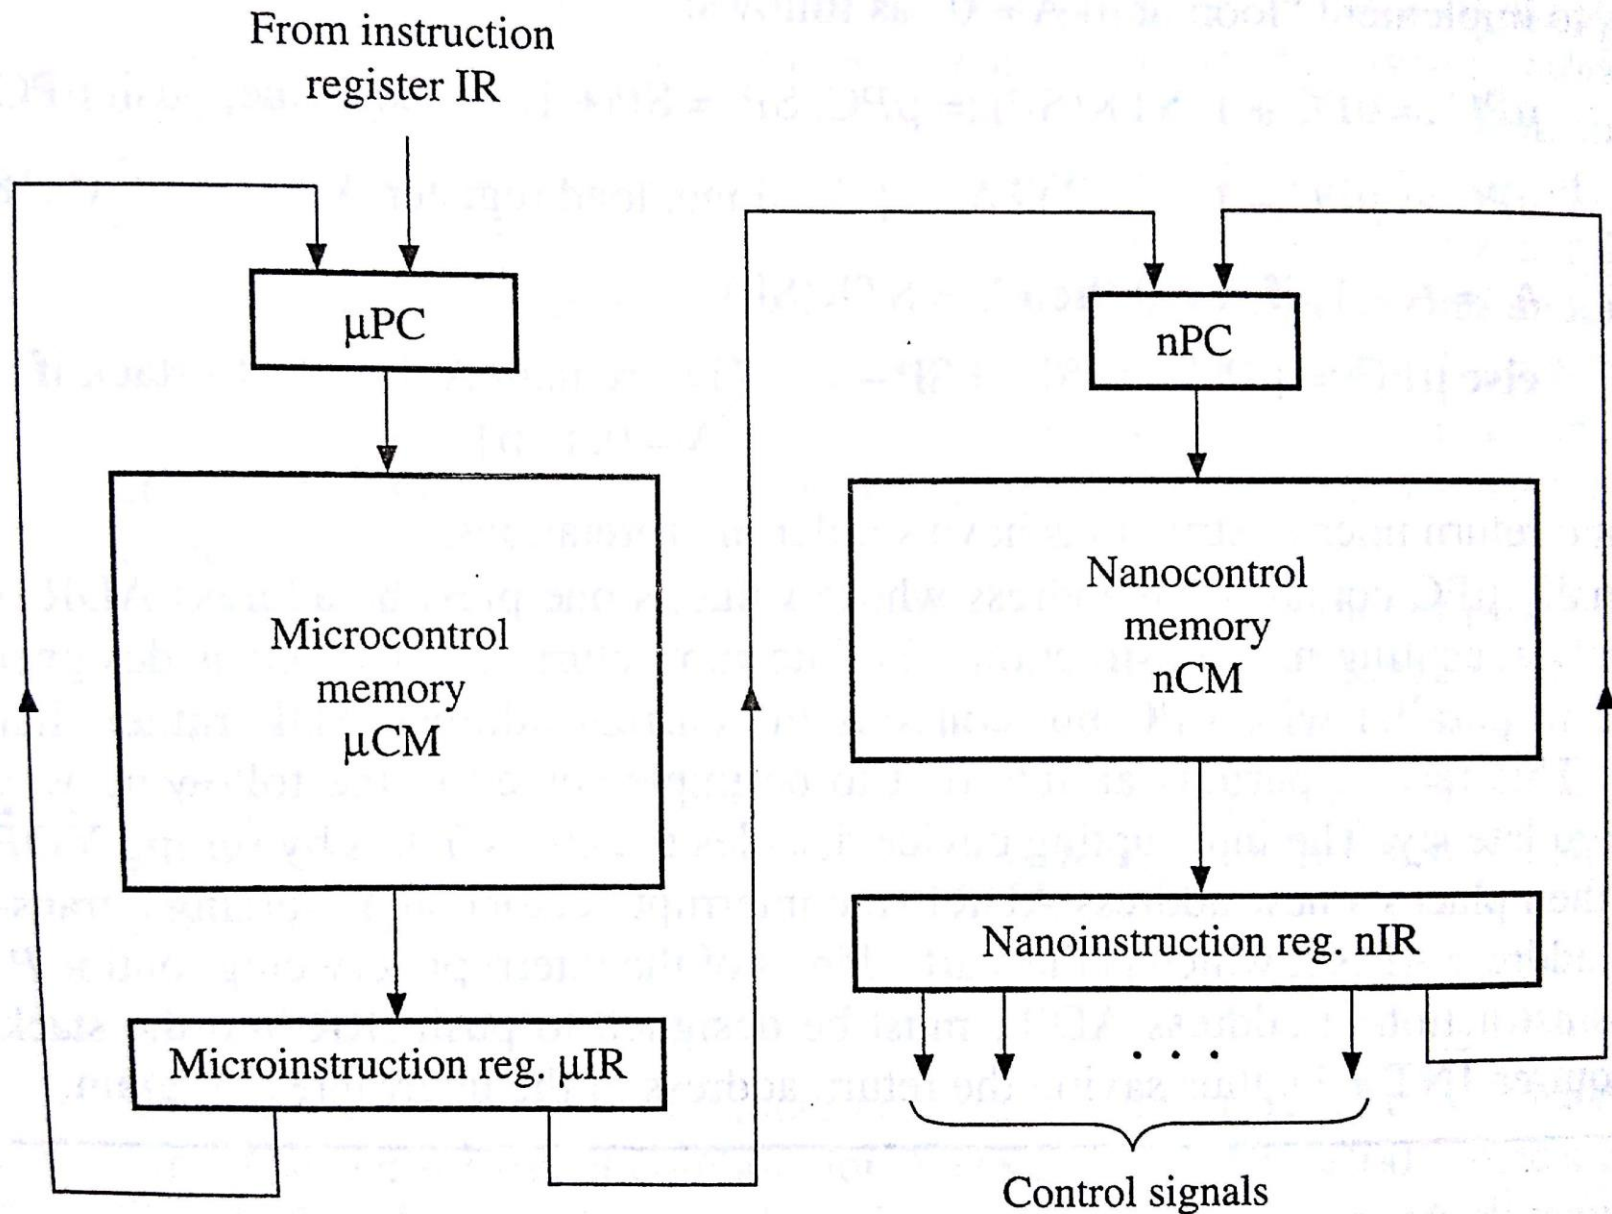 From instruction
register IR
μPC
nPC
Microcontrol
memory
μCM
Nanocontrol
memory
nCM
Nanoinstruction reg. nIR
Microinstruction reg. μIR
. . .
Control signals